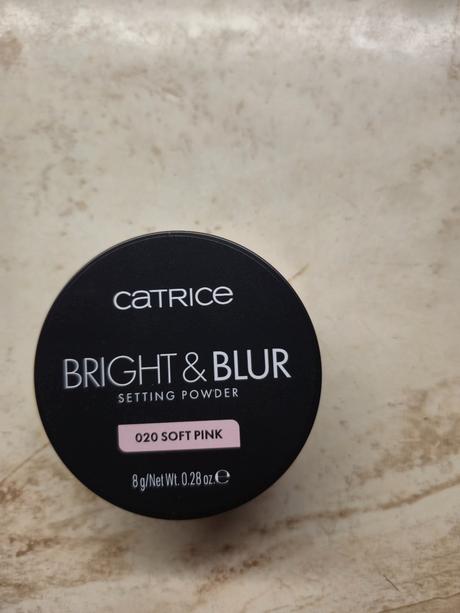 CATRICE
BRIGHT & BLUR
SETTING POWDER
020 SOFT PINK
8 g/Net Wt. 0.28 oz. ℮